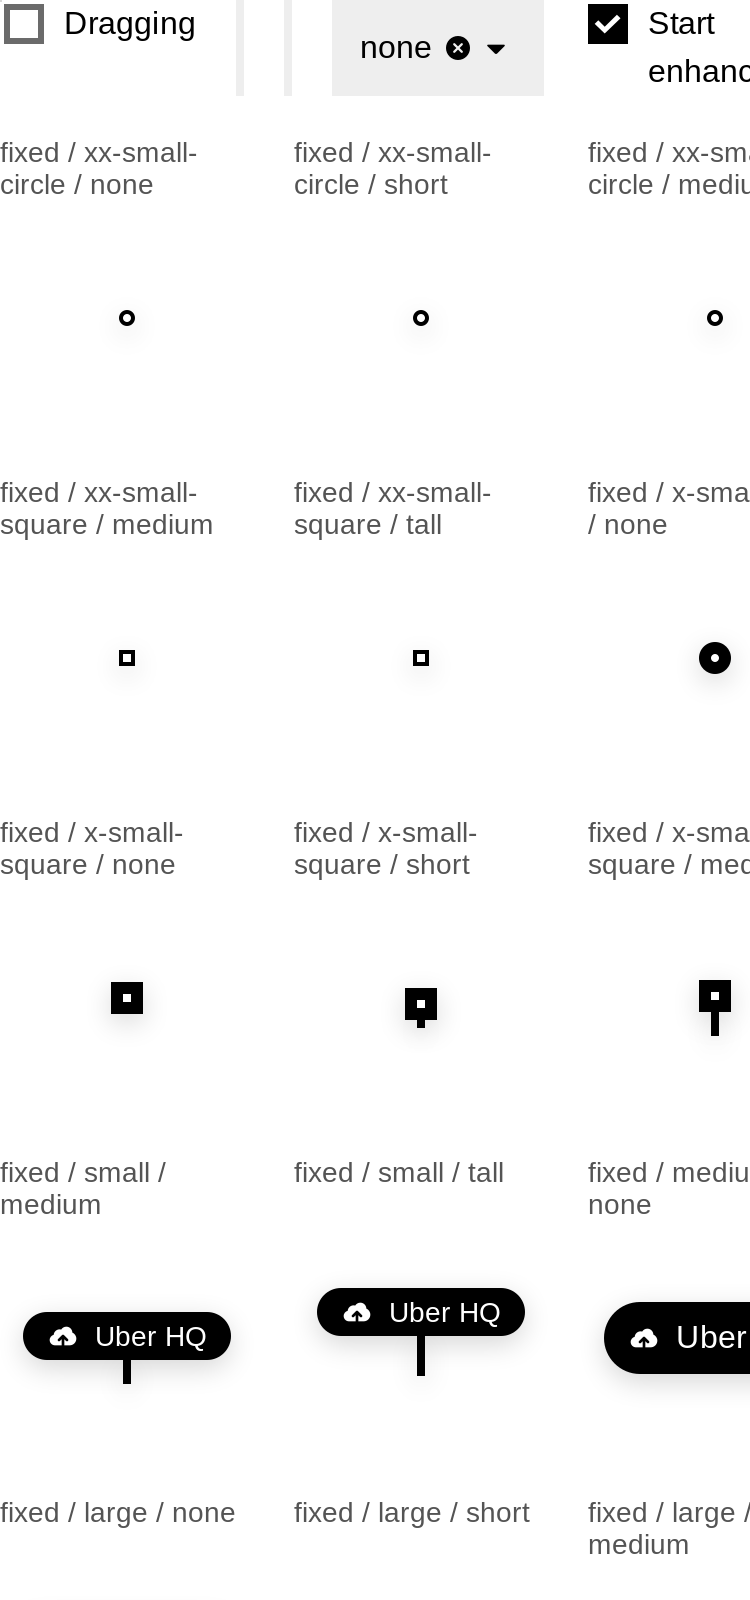 Dragging
none
Start
enhanc
fixed / xx-small-
circle / none
fixed / xx-small-
circle / short
fixed / xx-sma
circle / mediu
fixed / xx-small-
square / medium
fixed / xx-small-
square / tall
fixed / x-sma
/ none
fixed / x-small-
square / none
fixed / x-small-
square / short
fixed / x-sma
square / med
fixed / small /
medium
fixed / small / tall
fixed / mediu
none
Uber HQ
Uber HQ
Uber
fixed / large / none
fixed / large / short
fixed / large /
medium